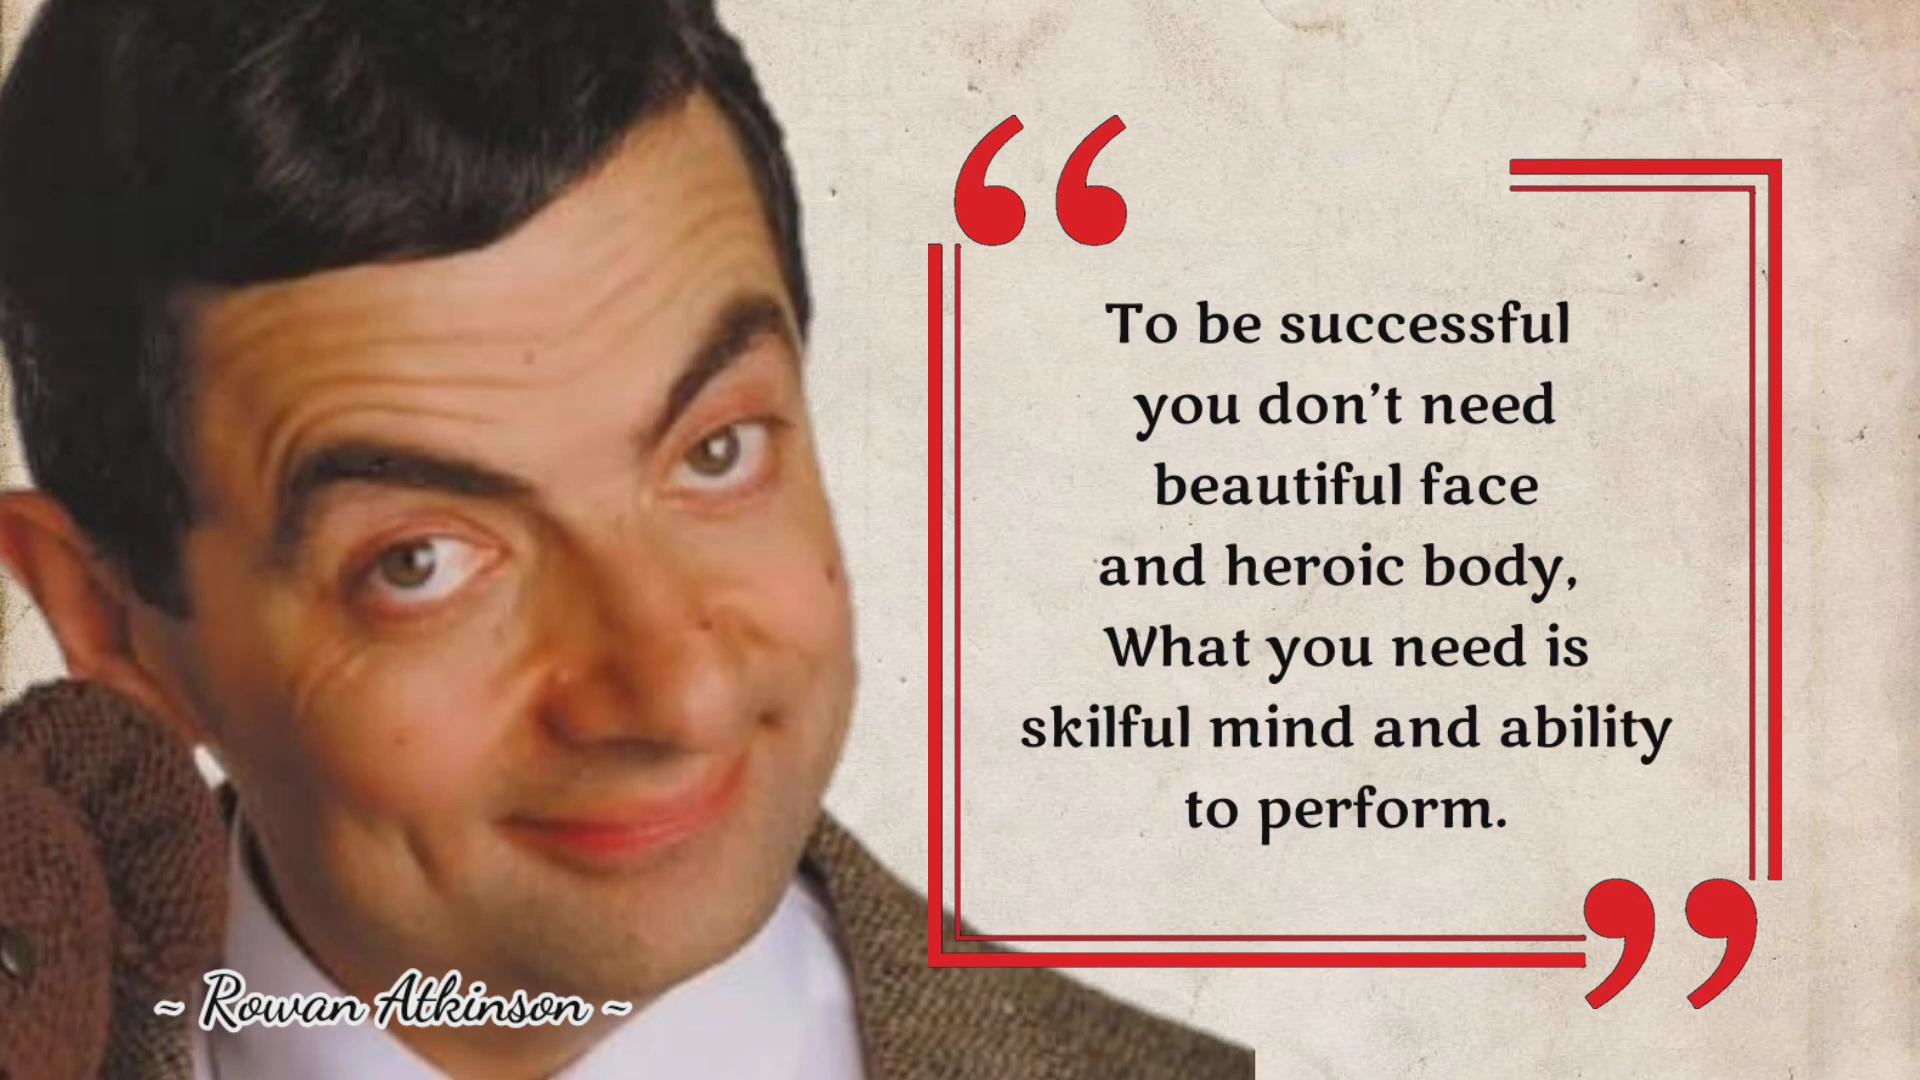 To be successful
you don’t need
beautiful face
and heroic body,
What you need is
skilful mind and ability
to perform.
~ Rowan Atkinson ~